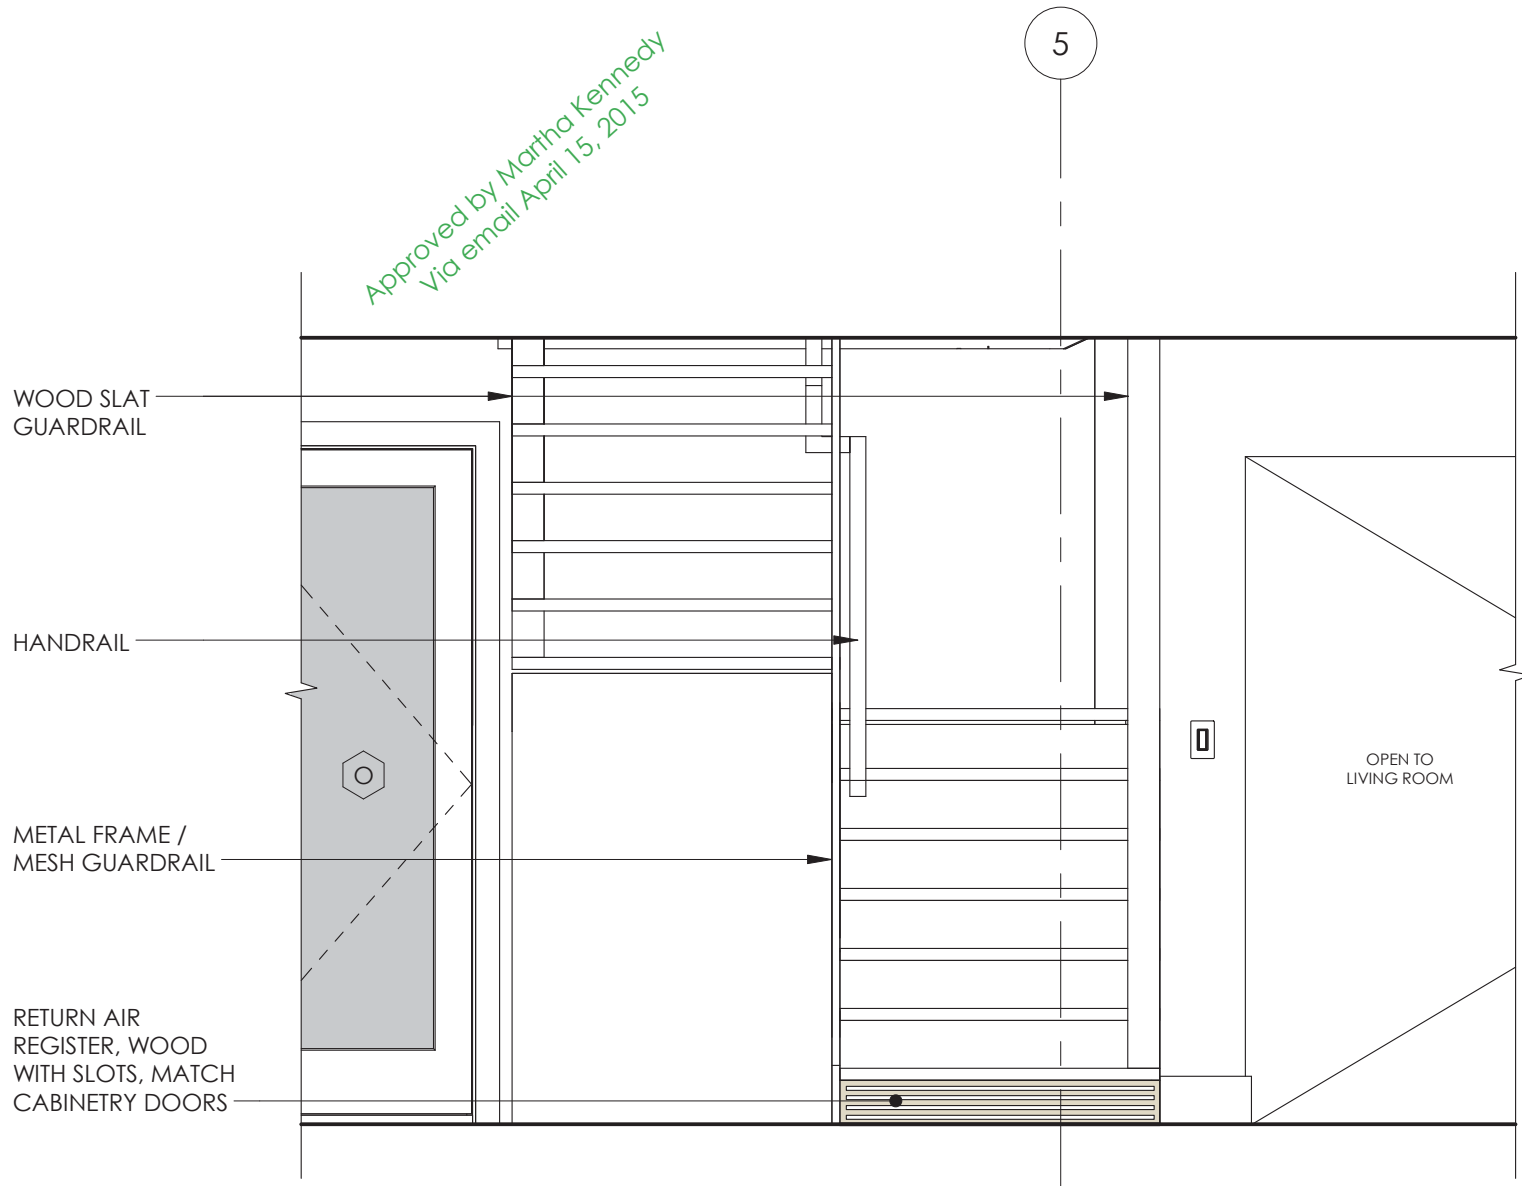 5
Approved by Martha Kennedy
Via email April 15, 2015
WOOD SLAT
GUARDRAIL
HANDRAIL
OPEN TO
LIVING ROOM
METAL FRAME /
MESH GUARDRAIL
RETURN AIR
REGISTER, WOOD
WITH SLOTS, MATCH
CABINETRY DOORS